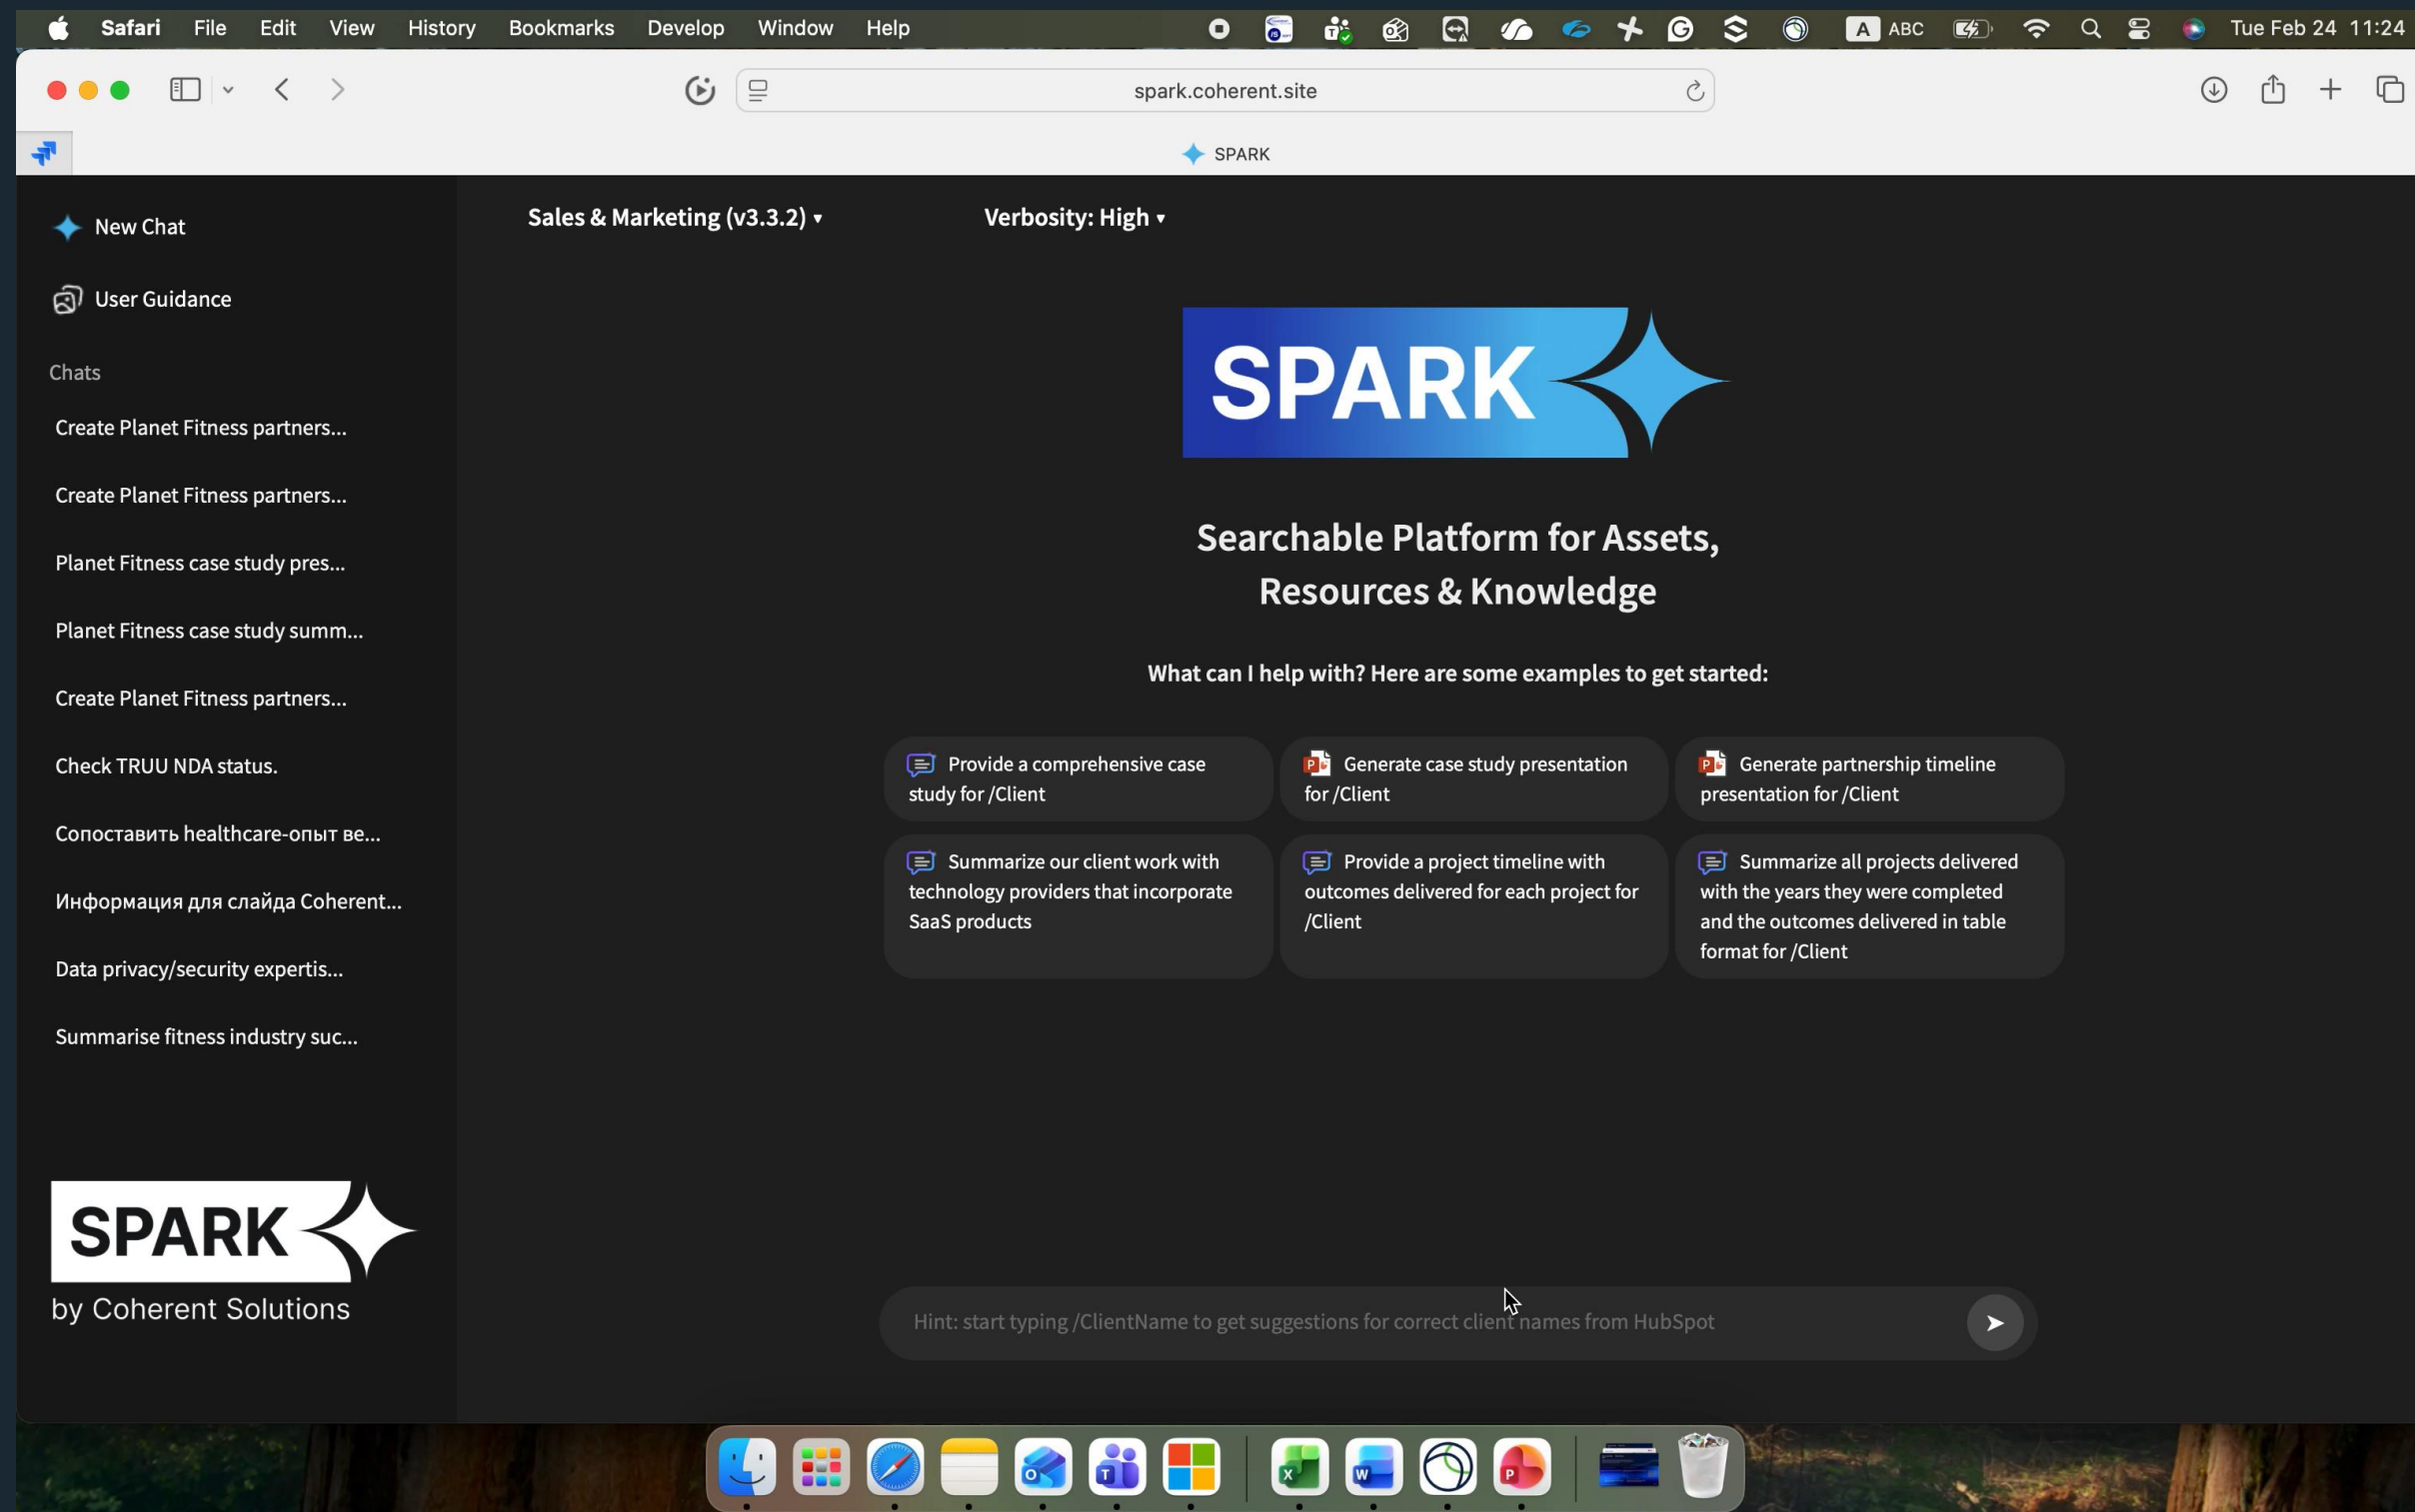 Safari File Edit View History Bookmarks Develop Window Help A ABC Tue Feb 24 11:24
spark.coherent.site
SPARK
New Chat
User Guidance
Chats
Create Planet Fitness partners...
Create Planet Fitness partners...
Planet Fitness case study pres...
Planet Fitness case study summ...
Create Planet Fitness partners...
Check TRUU NDA status.
Сопоставить healthcare-опыт ве...
Информация для слайда Coherent...
Data privacy/security expertis...
Summarise fitness industry suc...
SPARK
by Coherent Solutions
Sales & Marketing (v3.3.2) ▾ Verbosity: High ▾
SPARK
Searchable Platform for Assets,
Resources & Knowledge
What can I help with? Here are some examples to get started:
Provide a comprehensive case
study for /Client
Generate case study presentation
for /Client
Generate partnership timeline
presentation for /Client
Summarize our client work with
technology providers that incorporate
SaaS products
Provide a project timeline with
outcomes delivered for each project for
/Client
Summarize all projects delivered
with the years they were completed
and the outcomes delivered in table
format for /Client
Hint: start typing /ClientName to get suggestions for correct client names from HubSpot